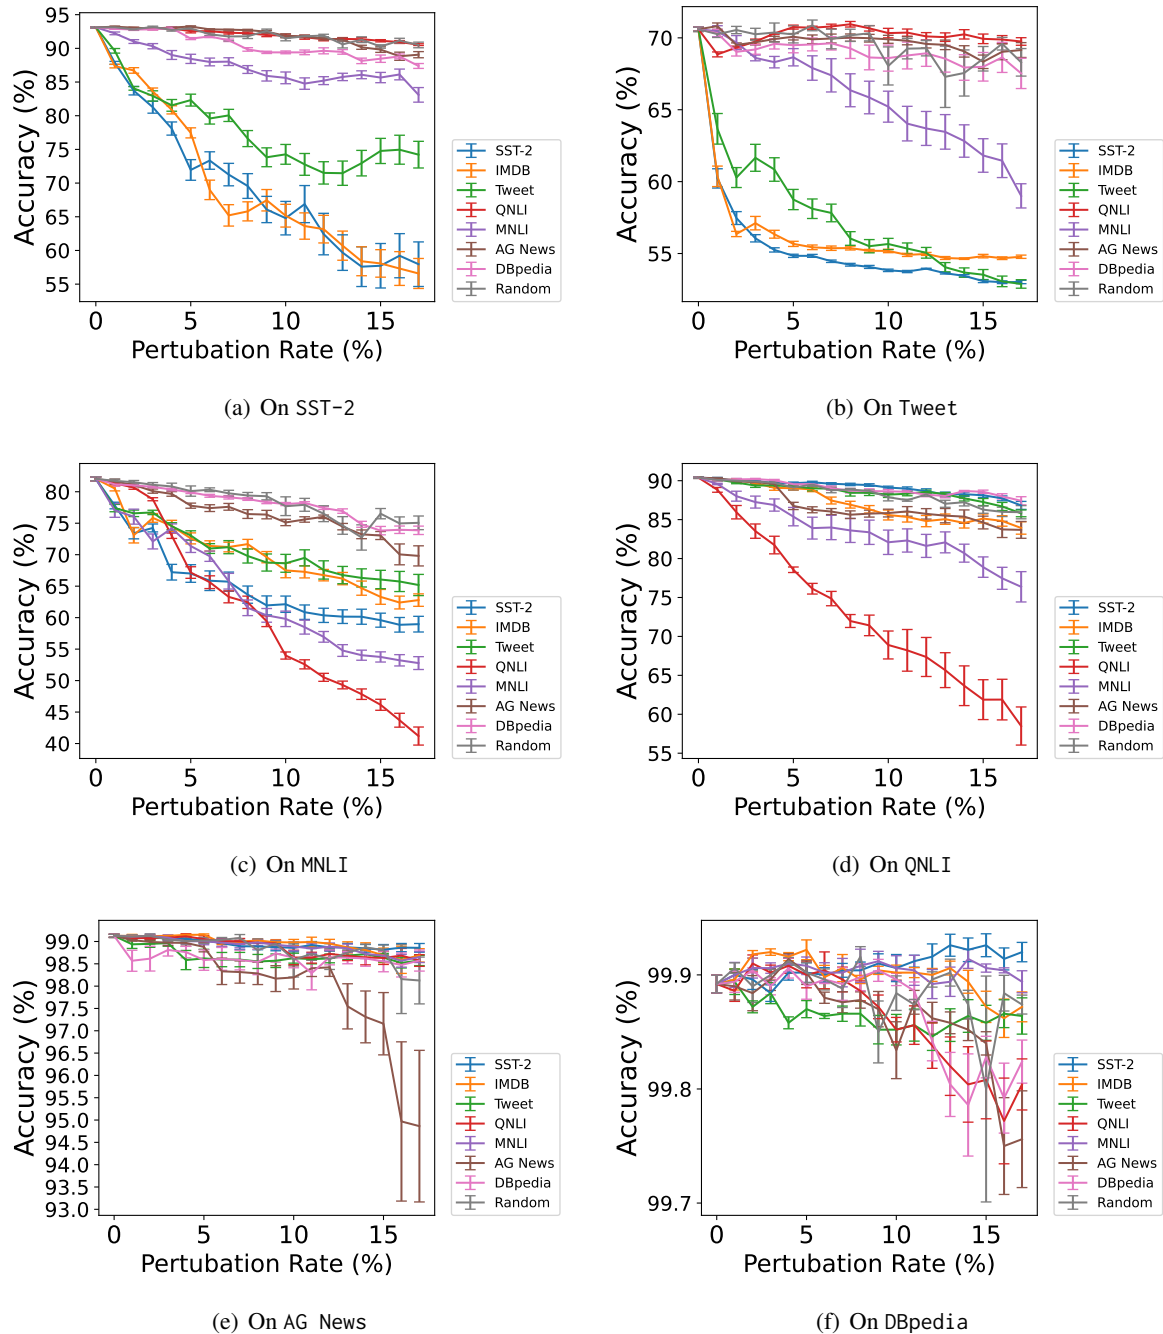 95
90
85
80
75
70
65
60
55
Accuracy (%)
0 5 10 15
Pertubation Rate (%)
SST-2
IMDB
Tweet
QNLI
MNLI
AG News
DBpedia
Random
(a) On SST-2
70
65
60
55
Accuracy (%)
0 5 10 15
Pertubation Rate (%)
SST-2
IMDB
Tweet
QNLI
MNLI
AG News
DBpedia
Random
(b) On Tweet
80
75
70
65
60
55
50
45
40
Accuracy (%)
0 5 10 15
Pertubation Rate (%)
SST-2
IMDB
Tweet
QNLI
MNLI
AG News
DBpedia
Random
(c) On MNLI
90
85
80
75
70
65
60
55
Accuracy (%)
0 5 10 15
Pertubation Rate (%)
SST-2
IMDB
Tweet
QNLI
MNLI
AG News
DBpedia
Random
(d) On QNLI
99.0
98.5
98.0
97.5
97.0
96.5
96.0
95.5
95.0
94.5
94.0
93.5
93.0
Accuracy (%)
0 5 10 15
Pertubation Rate (%)
SST-2
IMDB
Tweet
QNLI
MNLI
AG News
DBpedia
Random
(e) On AG News
99.9
99.8
99.7
Accuracy (%)
0 5 10 15
Pertubation Rate (%)
SST-2
IMDB
Tweet
QNLI
MNLI
AG News
DBpedia
Random
(f) On DBpedia